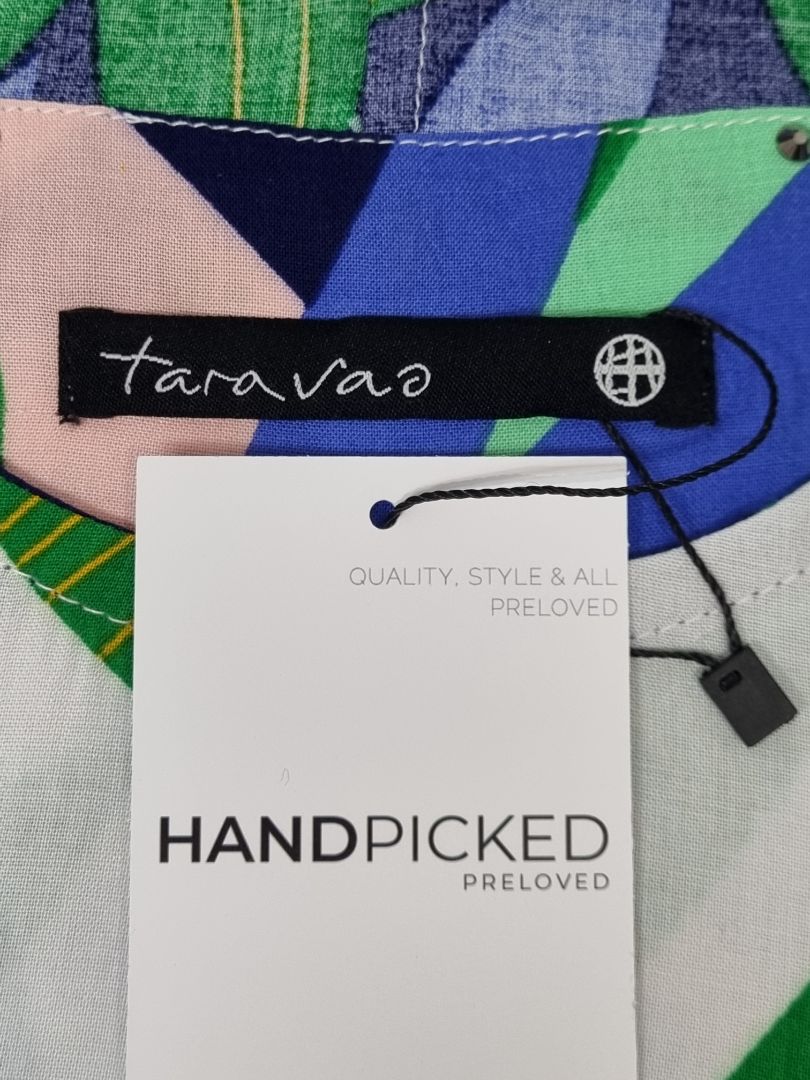 taravao
QUALITY, STYLE & ALL
PRELOVED
HANDPICKED
PRELOVED